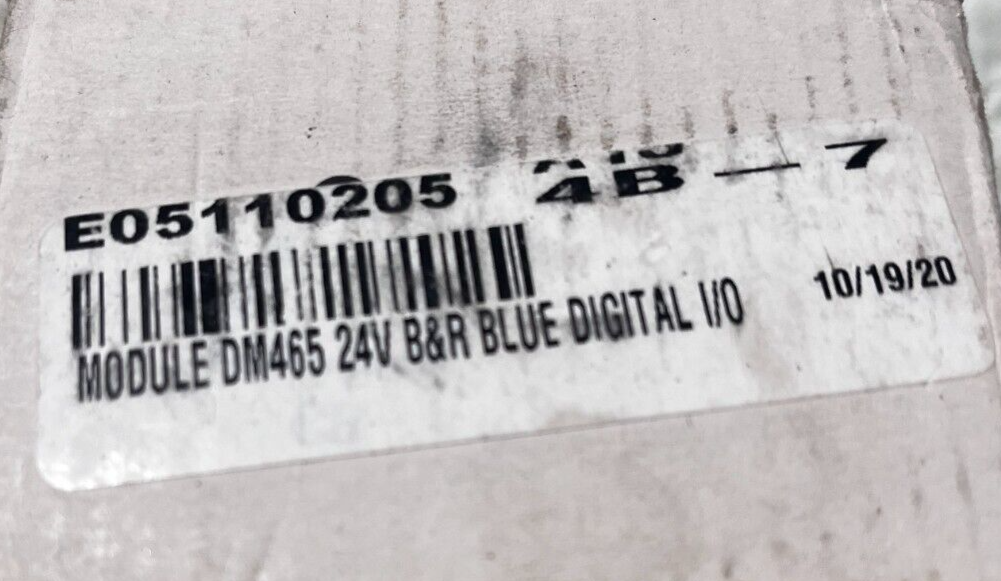 E05110205 4B — 7
10/19/20
MODULE DM465 24V B&R BLUE DIGITAL I/O